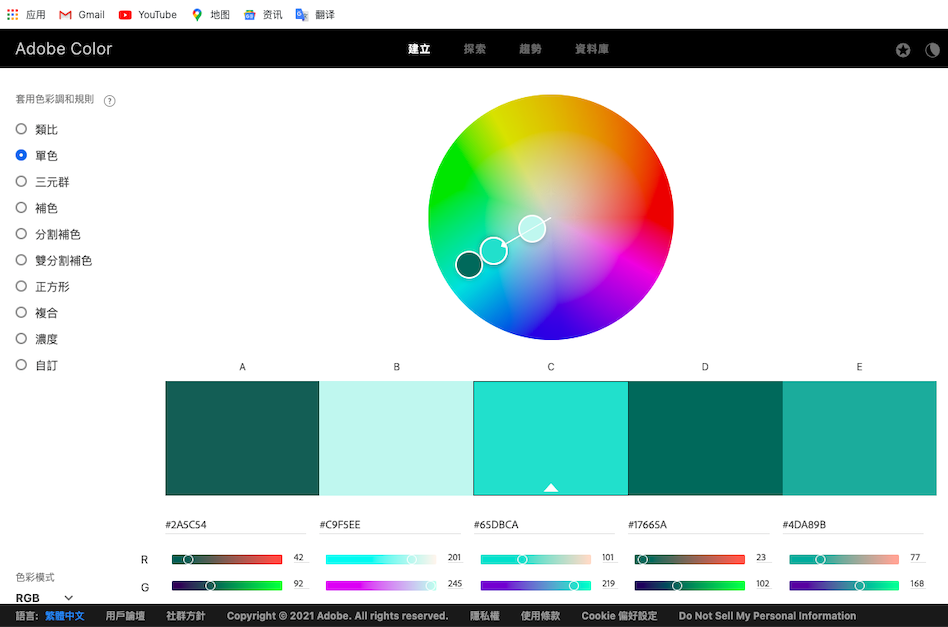 应用 Gmail YouTube 地图 资讯 翻译
Adobe Color 建立 探索 趨勢 資料庫
套用色彩調和規則 ?
類比
單色
三元群
補色
分割補色
雙分割補色
正方形
複合
濃度
自訂
A B C D E
#2A5C54 #C9F5EE #65DBCA #17665A #4DA89B
R 42 201 101 23 77
色彩模式
G 92 245 219 102 168
RGB
語言: 繁體中文 用戶論壇 社群方針 Copyright © 2021 Adobe. All rights reserved. 隱私權 使用條款 Cookie 偏好設定 Do Not Sell My Personal Information